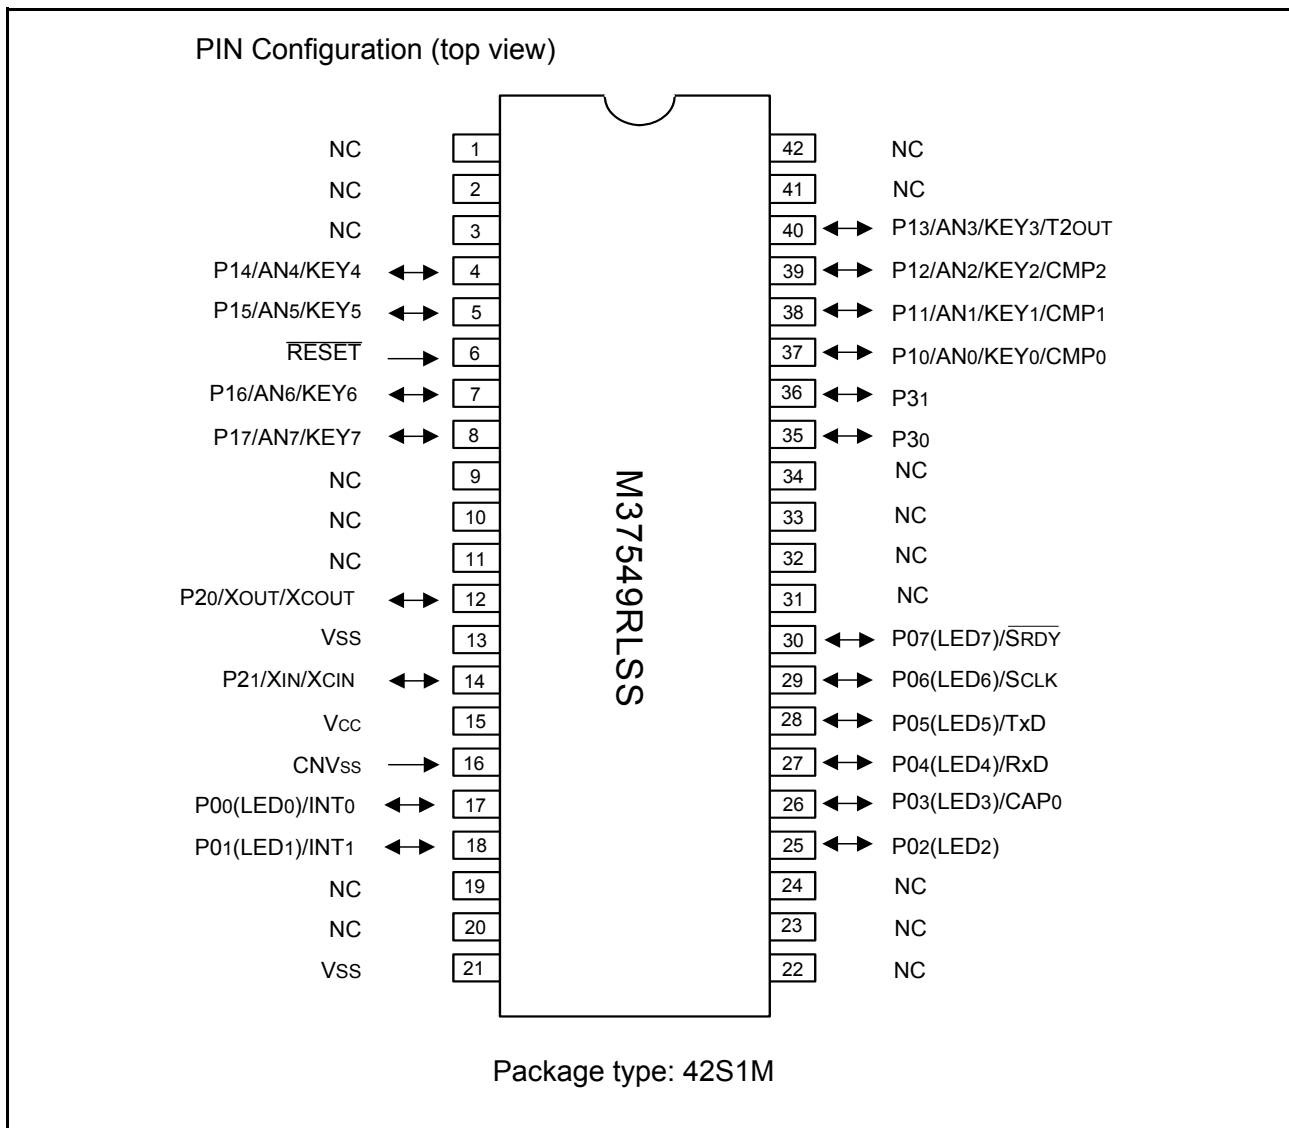 PIN Configuration (top view)
NC 1 42 NC
NC 2 41 NC
NC 3 40 P13/AN3/KEY3/T2OUT
P14/AN4/KEY4 4 39 P12/AN2/KEY2/CMP2
P15/AN5/KEY5 5 38 P11/AN1/KEY1/CMP1
RESET 6 37 P10/AN0/KEY0/CMP0
P16/AN6/KEY6 7 36 P31
P17/AN7/KEY7 8 35 P30
NC 9 34 NC
NC 10 33 NC
NC 11 32 NC
P20/XOUT/XCOUT 12 31 NC
VSS 13 30 P07(LED7)/SRDY
P21/XIN/XCIN 14 29 P06(LED6)/SCLK
VCC 15 28 P05(LED5)/TxD
CNVSS 16 27 P04(LED4)/RxD
P00(LED0)/INT0 17 26 P03(LED3)/CAP0
P01(LED1)/INT1 18 25 P02(LED2)
NC 19 24 NC
NC 20 23 NC
VSS 21 22 NC
M37549RLSS
Package type: 42S1M